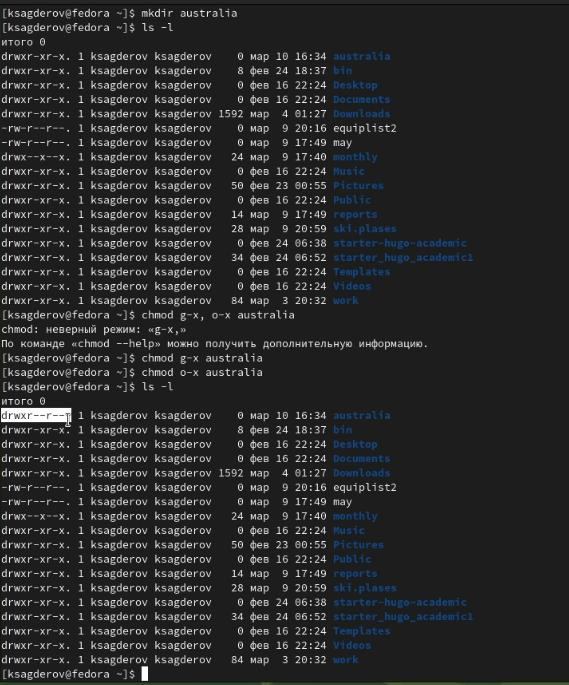 [ksagderov@fedora ~]$ mkdir australia
[ksagderov@fedora ~]$ ls -l
итого 0
drwxr-xr-x. 1 ksagderov ksagderov    0 мар 10 16:34 australia
drwxr-xr-x. 1 ksagderov ksagderov    8 фев 24 18:37 bin
drwxr-xr-x. 1 ksagderov ksagderov    0 фев 16 22:24 Desktop
drwxr-xr-x. 1 ksagderov ksagderov    0 фев 16 22:24 Documents
drwxr-xr-x. 1 ksagderov ksagderov 1592 мар  4 01:27 Downloads
-rw-r--r--. 1 ksagderov ksagderov    0 мар  9 20:16 equiplist2
-rw-r--r--. 1 ksagderov ksagderov    0 мар  9 17:49 may
drwx--x--x. 1 ksagderov ksagderov   24 мар  9 17:40 monthly
drwxr-xr-x. 1 ksagderov ksagderov    0 фев 16 22:24 Music
drwxr-xr-x. 1 ksagderov ksagderov   50 фев 23 00:55 Pictures
drwxr-xr-x. 1 ksagderov ksagderov    0 фев 16 22:24 Public
drwxr-xr-x. 1 ksagderov ksagderov   14 мар  9 17:49 reports
drwxr-xr-x. 1 ksagderov ksagderov   28 мар  9 20:59 ski.plases
drwxr-xr-x. 1 ksagderov ksagderov    0 фев 24 06:38 starter-hugo-academic
drwxr-xr-x. 1 ksagderov ksagderov   34 фев 24 06:52 starter_hugo_academic1
drwxr-xr-x. 1 ksagderov ksagderov    0 фев 16 22:24 Templates
drwxr-xr-x. 1 ksagderov ksagderov    0 фев 16 22:24 Videos
drwxr-xr-x. 1 ksagderov ksagderov   84 мар  3 20:32 work
[ksagderov@fedora ~]$ chmod g-x, o-x australia
chmod: неверный режим: «g-x,»
По команде «chmod --help» можно получить дополнительную информацию.
[ksagderov@fedora ~]$ chmod g-x australia
[ksagderov@fedora ~]$ chmod o-x australia
[ksagderov@fedora ~]$ ls -l
итого 0
drwxr--r--. 1 ksagderov ksagderov    0 мар 10 16:34 australia
drwxr-xr-x. 1 ksagderov ksagderov    8 фев 24 18:37 bin
drwxr-xr-x. 1 ksagderov ksagderov    0 фев 16 22:24 Desktop
drwxr-xr-x. 1 ksagderov ksagderov    0 фев 16 22:24 Documents
drwxr-xr-x. 1 ksagderov ksagderov 1592 мар  4 01:27 Downloads
-rw-r--r--. 1 ksagderov ksagderov    0 мар  9 20:16 equiplist2
-rw-r--r--. 1 ksagderov ksagderov    0 мар  9 17:49 may
drwx--x--x. 1 ksagderov ksagderov   24 мар  9 17:40 monthly
drwxr-xr-x. 1 ksagderov ksagderov    0 фев 16 22:24 Music
drwxr-xr-x. 1 ksagderov ksagderov   50 фев 23 00:55 Pictures
drwxr-xr-x. 1 ksagderov ksagderov    0 фев 16 22:24 Public
drwxr-xr-x. 1 ksagderov ksagderov   14 мар  9 17:49 reports
drwxr-xr-x. 1 ksagderov ksagderov   28 мар  9 20:59 ski.plases
drwxr-xr-x. 1 ksagderov ksagderov    0 фев 24 06:38 starter-hugo-academic
drwxr-xr-x. 1 ksagderov ksagderov   34 фев 24 06:52 starter_hugo_academic1
drwxr-xr-x. 1 ksagderov ksagderov    0 фев 16 22:24 Templates
drwxr-xr-x. 1 ksagderov ksagderov    0 фев 16 22:24 Videos
drwxr-xr-x. 1 ksagderov ksagderov   84 мар  3 20:32 work
[ksagderov@fedora ~]$